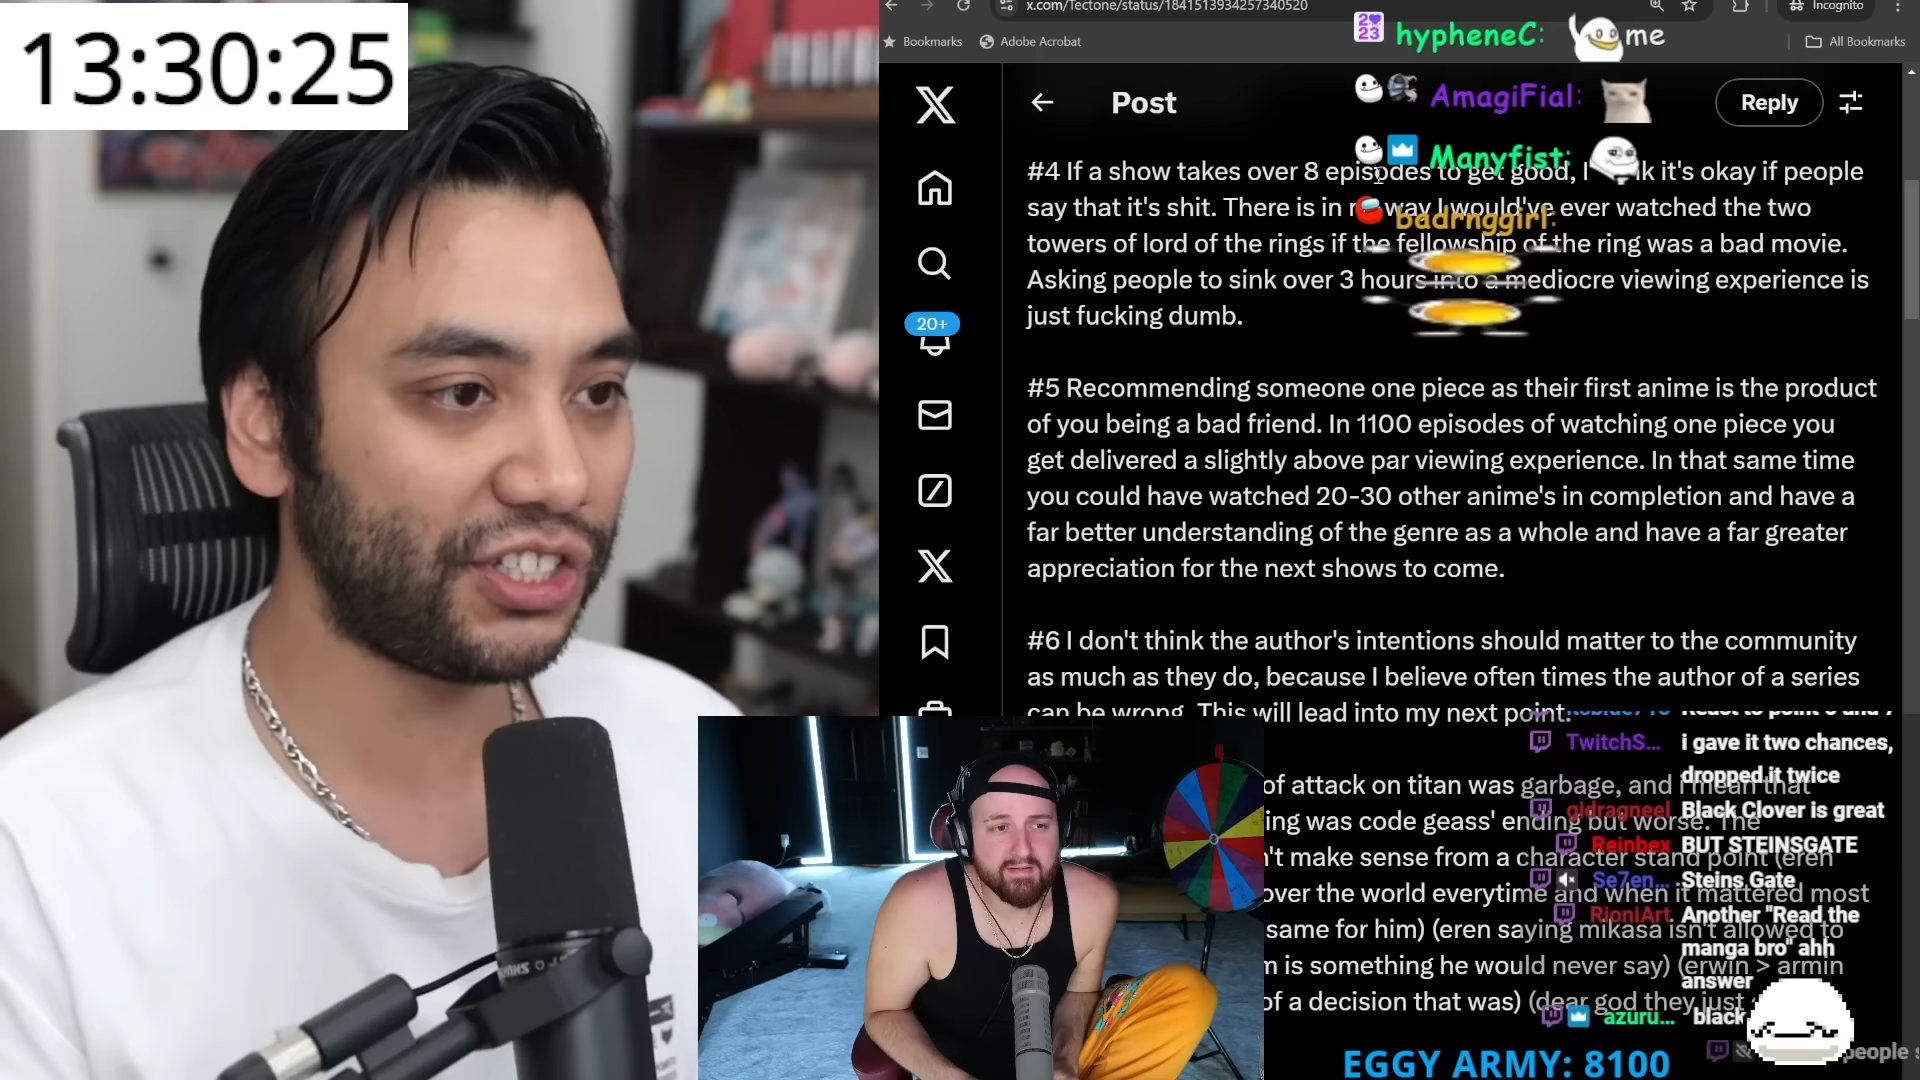 13:30:25
x.com/Tectone/status/1841513934257340520
Incognito
Bookmarks
Adobe Acrobat
All Bookmarks
2023
hypheneC: me
AmagiFial:
Manyfist:
badrnggirl:
Post
Reply
#4 If a show takes over 8 episodes to get good, I it's okay if people
say that it's shit. There is in way I would've ever watched the two
towers of lord of the rings if the fellowship of the ring was a bad movie.
Asking people to sink over 3 hours into a mediocre viewing experience is
just fucking dumb.
20+
#5 Recommending someone one piece as their first anime is the product
of you being a bad friend. In 1100 episodes of watching one piece you
get delivered a slightly above par viewing experience. In that same time
you could have watched 20-30 other anime's in completion and have a
far better understanding of the genre as a whole and have a far greater
appreciation for the next shows to come.
#6 I don't think the author's intentions should matter to the community
as much as they do, because I believe often times the author of a series
can be wrong. This will lead into my next point.
of attack on titan was garbage, and I mean that
ing was code geass' ending but worse. The
't make sense from a character stand point (eren
over the world everytime and when it mattered most
same for him) (eren saying mikasa isn't allowed to
is something he would never say) (erwin > armin
of a decision that was) (dear god they just
TwitchS... i gave it two chances,
dropped it twice
gidragneel Black Clover is great
Reinbex BUT STEINSGATE
Se7en... Steins Gate
RioniArt Another "Read the
manga bro" ahh
answer
azuru... black
people
EGGY ARMY: 8100